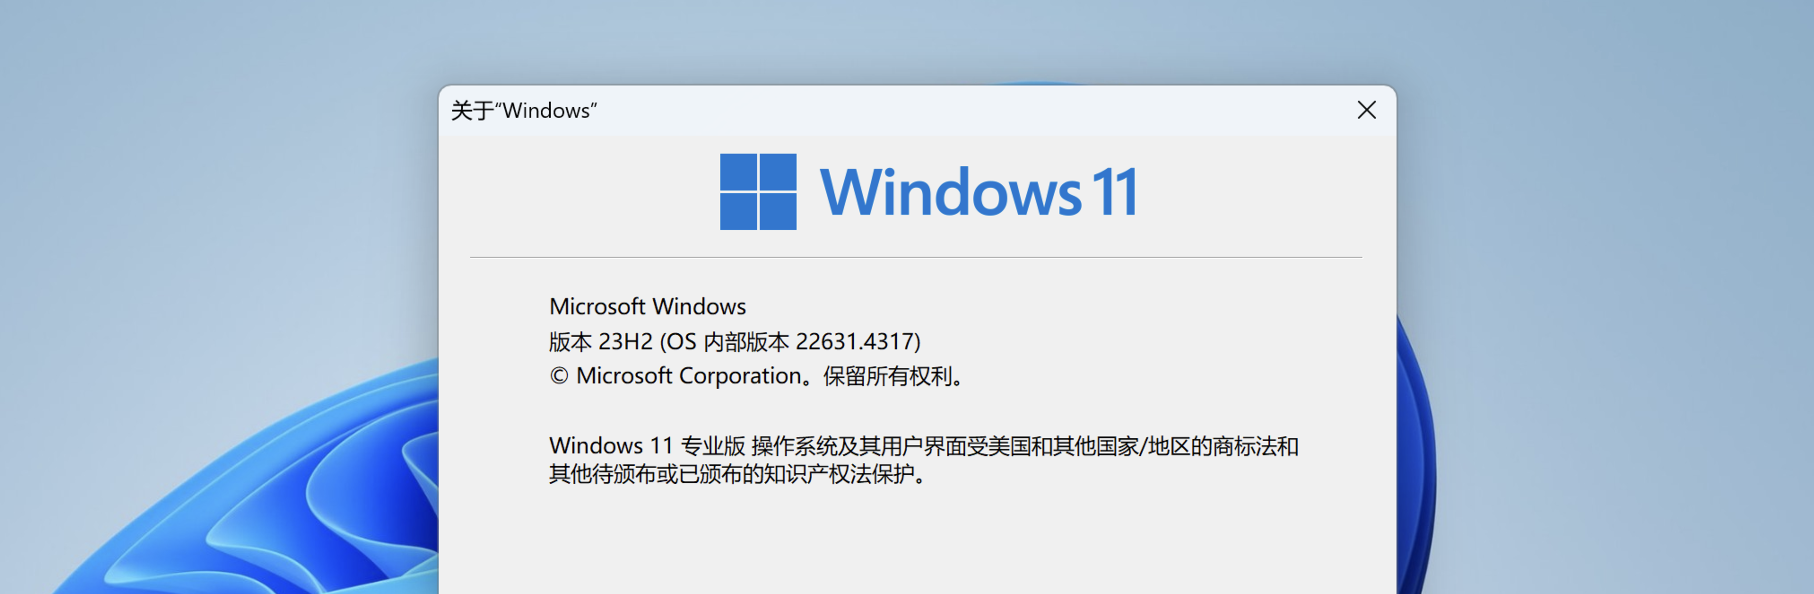 关于“Windows”
Windows 11
Microsoft Windows
版本 23H2 (OS 内部版本 22631.4317)
© Microsoft Corporation。保留所有权利。
Windows 11 专业版 操作系统及其用户界面受美国和其他国家/地区的商标法和
其他待颁布或已颁布的知识产权法保护。